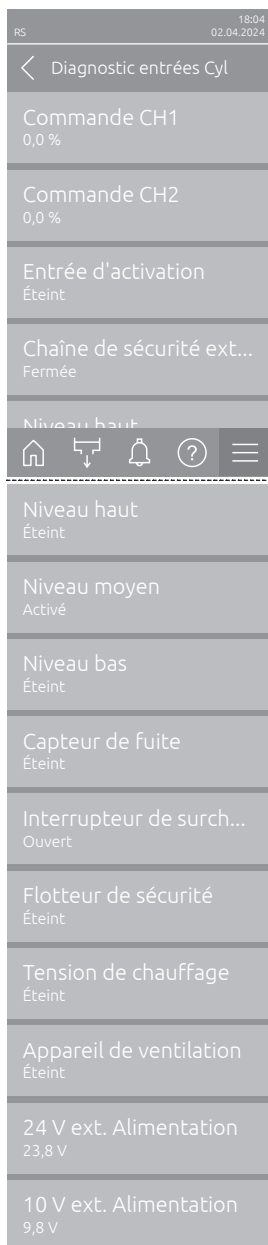 18:04
RS 02.04.2024
Diagnostic entrées Cyl
Commande CH1
0,0 %
Commande CH2
0,0 %
Entrée d'activation
Éteint
Chaîne de sécurité ext...
Fermée
Niveau haut
Niveau haut
Éteint
Niveau moyen
Activé
Niveau bas
Éteint
Capteur de fuite
Éteint
Interrupteur de surch...
Ouvert
Flotteur de sécurité
Éteint
Tension de chauffage
Éteint
Appareil de ventilation
Éteint
24 V ext. Alimentation
23,8 V
10 V ext. Alimentation
9,8 V